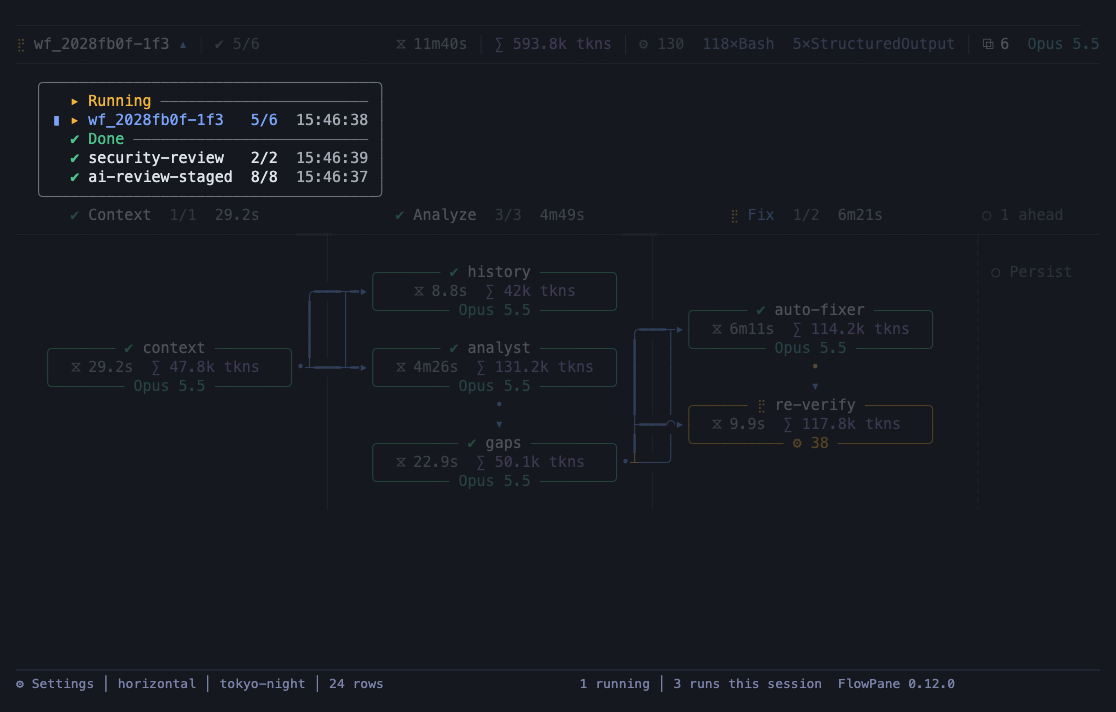 wf_2028fb0f-1f3 ▴ │ ✔ 5/6 ⧖ 11m40s │ ∑ 593.8k tkns │ ⚙ 130 118×Bash 5×StructuredOutput │ ⧉ 6 Opus 5.5
▸ Running
▸ wf_2028fb0f-1f3 5/6 15:46:38
✔ Done
✔ security-review 2/2 15:46:39
✔ ai-review-staged 8/8 15:46:37
✔ Context 1/1 29.2s ✔ Analyze 3/3 4m49s Fix 1/2 6m21s ○ 1 ahead
✔ history ○ Persist
⧖ 8.8s ∑ 42k tkns
Opus 5.5 ✔ auto-fixer
⧖ 6m11s ∑ 114.2k tkns
✔ context ✔ analyst Opus 5.5
⧖ 29.2s ∑ 47.8k tkns ⧖ 4m26s ∑ 131.2k tkns
Opus 5.5 Opus 5.5
re-verify
⧖ 9.9s ∑ 117.8k tkns
✔ gaps ⚙ 38
⧖ 22.9s ∑ 50.1k tkns
Opus 5.5
⚙ Settings │ horizontal │ tokyo-night │ 24 rows 1 running │ 3 runs this session FlowPane 0.12.0